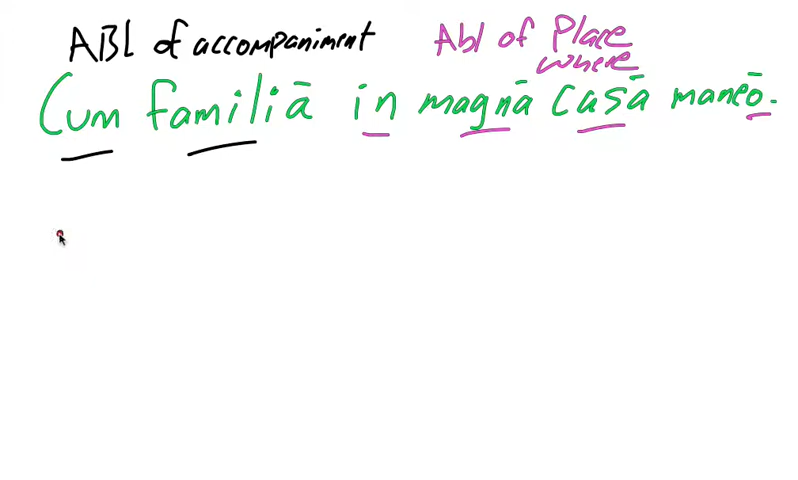 ABl of accompaniment Abl of Place
where
Cum familiā in magnā casā maneō.